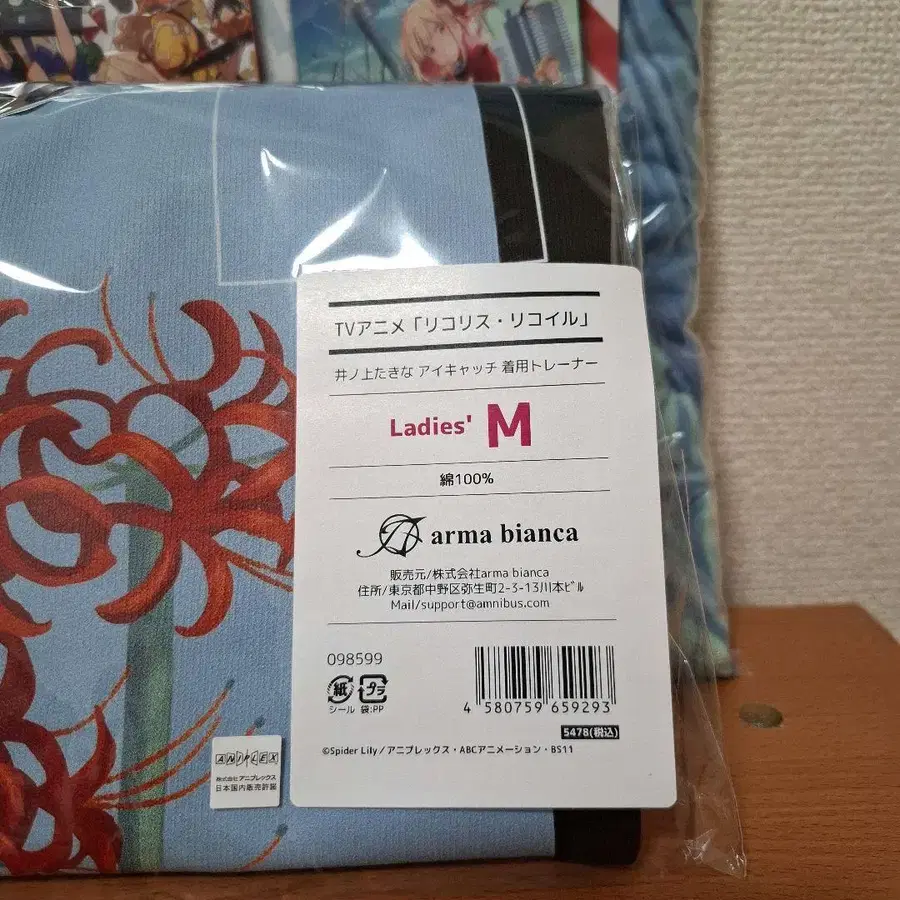 TVアニメ「リコリス・リコイル」
井ノ上たきな アイキャッチ 着用トレーナー
Ladies' M
綿100%
arma bianca
販売元/株式会社arma bianca
住所/東京都中野区弥生町2-3-13川本ビル
Mail/support@amnibus.com
098599
紙 プラ
シール 袋:PP
4 580759 659293
5478(税込)
©Spider Lily/アニプレックス・ABCアニメーション・BS11
ANIPLEX
株式会社アニプレックス
日本国内販売許諾